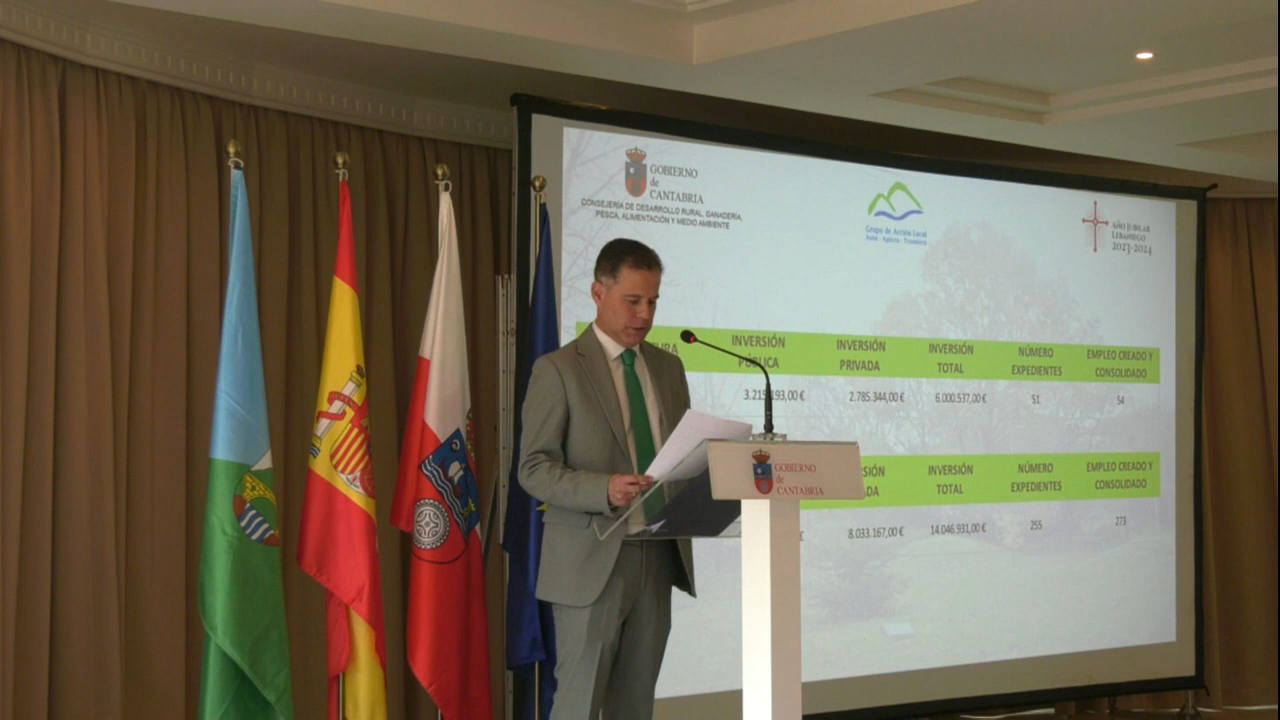 GOBIERNO
de
CANTABRIA
CONSEJERÍA DE DESARROLLO RURAL, GANADERÍA,
PESCA, ALIMENTACIÓN Y MEDIO AMBIENTE
Grupo de Acción Local
AÑO JUBILAR
LEBANIEGO
2023-2024
INVERSIÓN
PÚBLICA
INVERSIÓN
PRIVADA
INVERSIÓN
TOTAL
NÚMERO
EXPEDIENTES
EMPLEO CREADO Y
CONSOLIDADO
2.785.344,00 €
6.000.537,00 €
51
54
INVERSIÓN
TOTAL
NÚMERO
EXPEDIENTES
EMPLEO CREADO Y
CONSOLIDADO
8.033.167,00 €
14.046.931,00 €
255
273
GOBIERNO
de
CANTABRIA